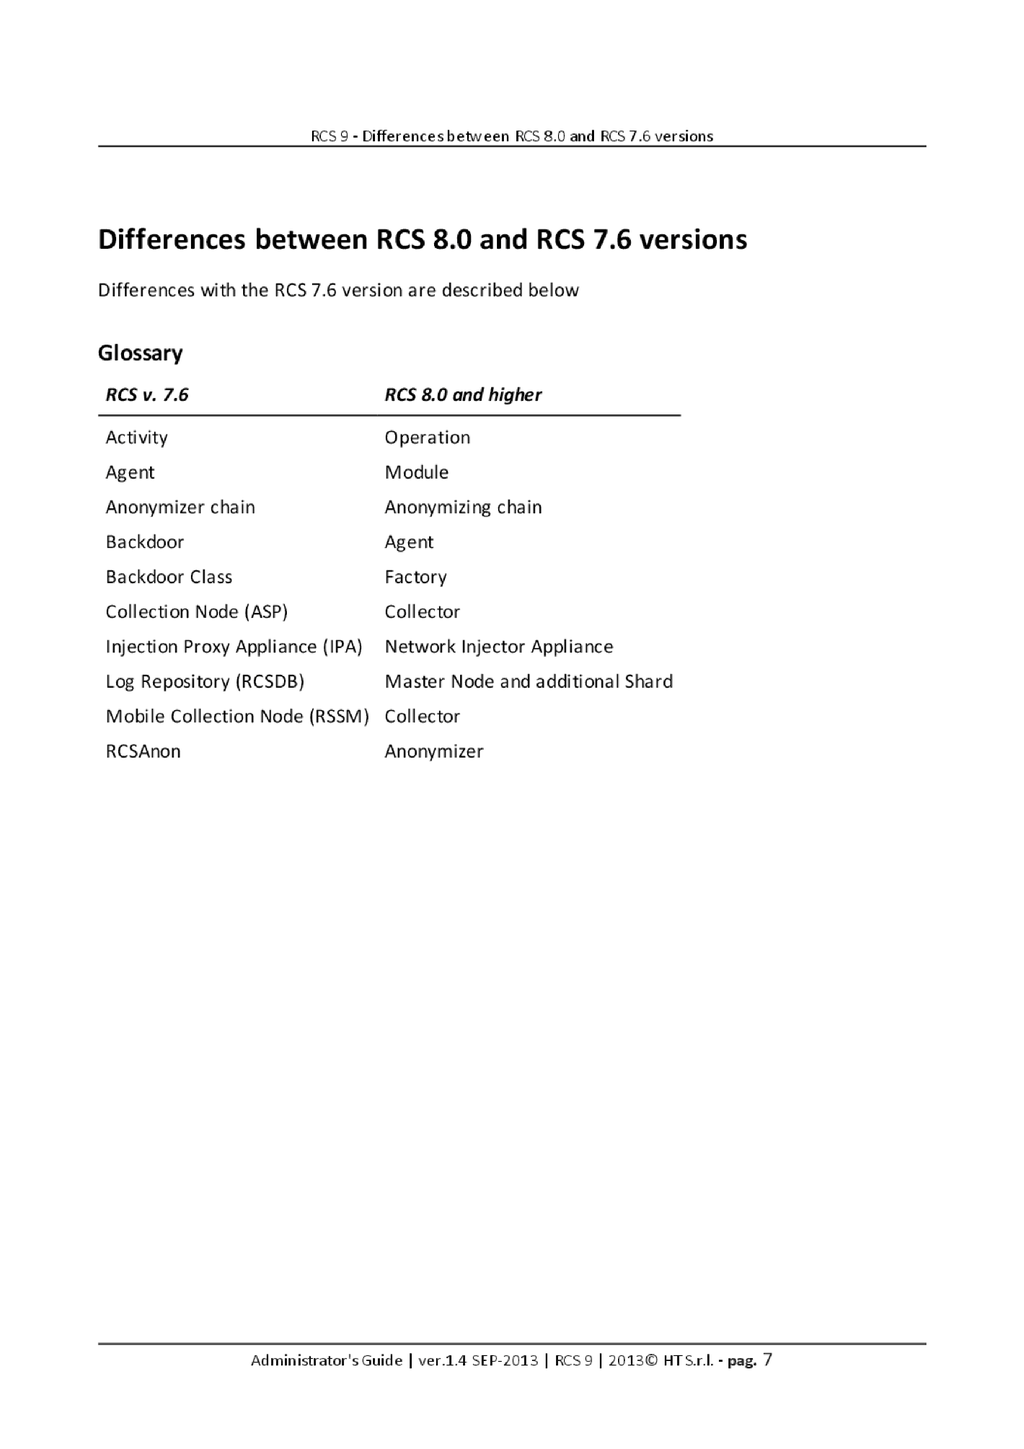 RCS 9 - Differences between RCS 8.0 and RCS 7.6 versions
Differences between RCS 8.0 and RCS 7.6 versions
Differences with the RCS 7.6 version are described below
Glossary
RCS v. 7.6 RCS 8.0 and higher
Activity Operation
Agent Module
Anonymizer chain Anonymizing chain
Backdoor Agent
Backdoor Class Factory
Collection Node (ASP) Collector
Injection Proxy Appliance (IPA) Network Injector Appliance
Log Repository (RCSDB) Master Node and additional Shard
Mobile Collection Node (RSSM) Collector
RCSAnon Anonymizer
Administrator's Guide | ver.1.4 SEP-2013 | RCS 9 | 2013© HT S.r.l. - pag. 7